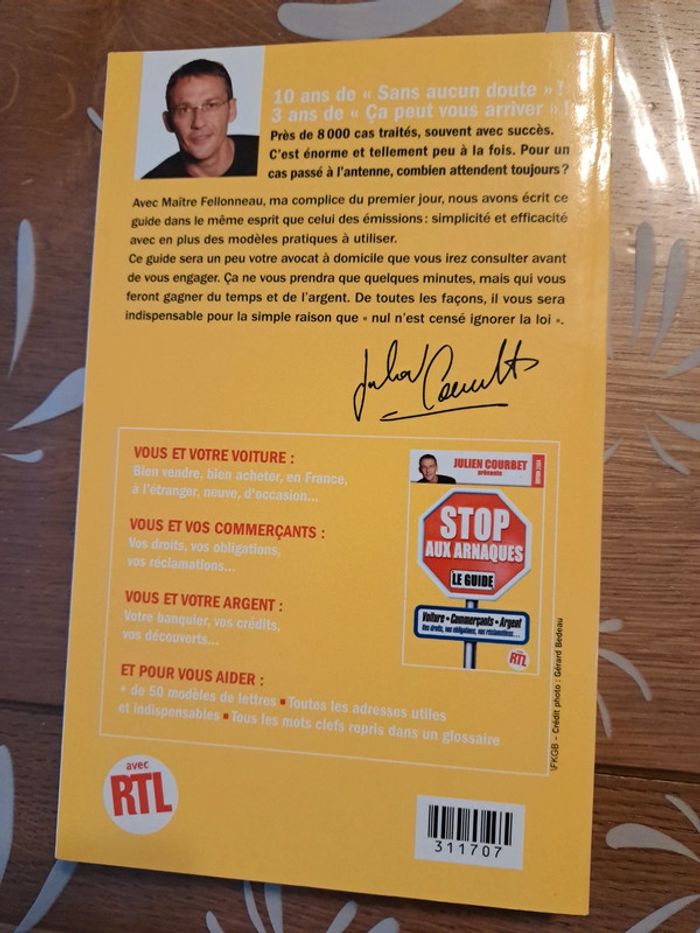 10 ans de « Sans aucun doute » !
3 ans de « Ça peut vous arriver » !
Près de 8 000 cas traités, souvent avec succès.
C'est énorme et tellement peu à la fois. Pour un
cas passé à l'antenne, combien attendent toujours ?
Avec Maître Fellonneau, ma complice du premier jour, nous avons écrit ce
guide dans le même esprit que celui des émissions : simplicité et efficacité
avec en plus des modèles pratiques à utiliser.
Ce guide sera un peu votre avocat à domicile que vous irez consulter avant
de vous engager. Ça ne vous prendra que quelques minutes, mais qui vous
feront gagner du temps et de l'argent. De toutes les façons, il vous sera
indispensable pour la simple raison que « nul n'est censé ignorer la loi ».
Julien Courbet
VOUS ET VOTRE VOITURE :
Bien vendre, bien acheter, en France,
à l'étranger, neuve, d'occasion...
VOUS ET VOS COMMERÇANTS :
Vos droits, vos obligations,
vos réclamations...
VOUS ET VOTRE ARGENT :
Votre banquier, vos crédits,
vos découverts...
ET POUR VOUS AIDER :
+ de 50 modèles de lettres ▪ Toutes les adresses utiles
et indispensables ▪ Tous les mots clefs repris dans un glossaire
JULIEN COURBET
présente
STOP
AUX ARNAQUES
LE GUIDE
Voiture • Commerçants • Argent
Vos droits, vos obligations, vos réclamations...
RTL
FKGB – Crédit photo : Gérard Bedeau
avec
RTL
311707